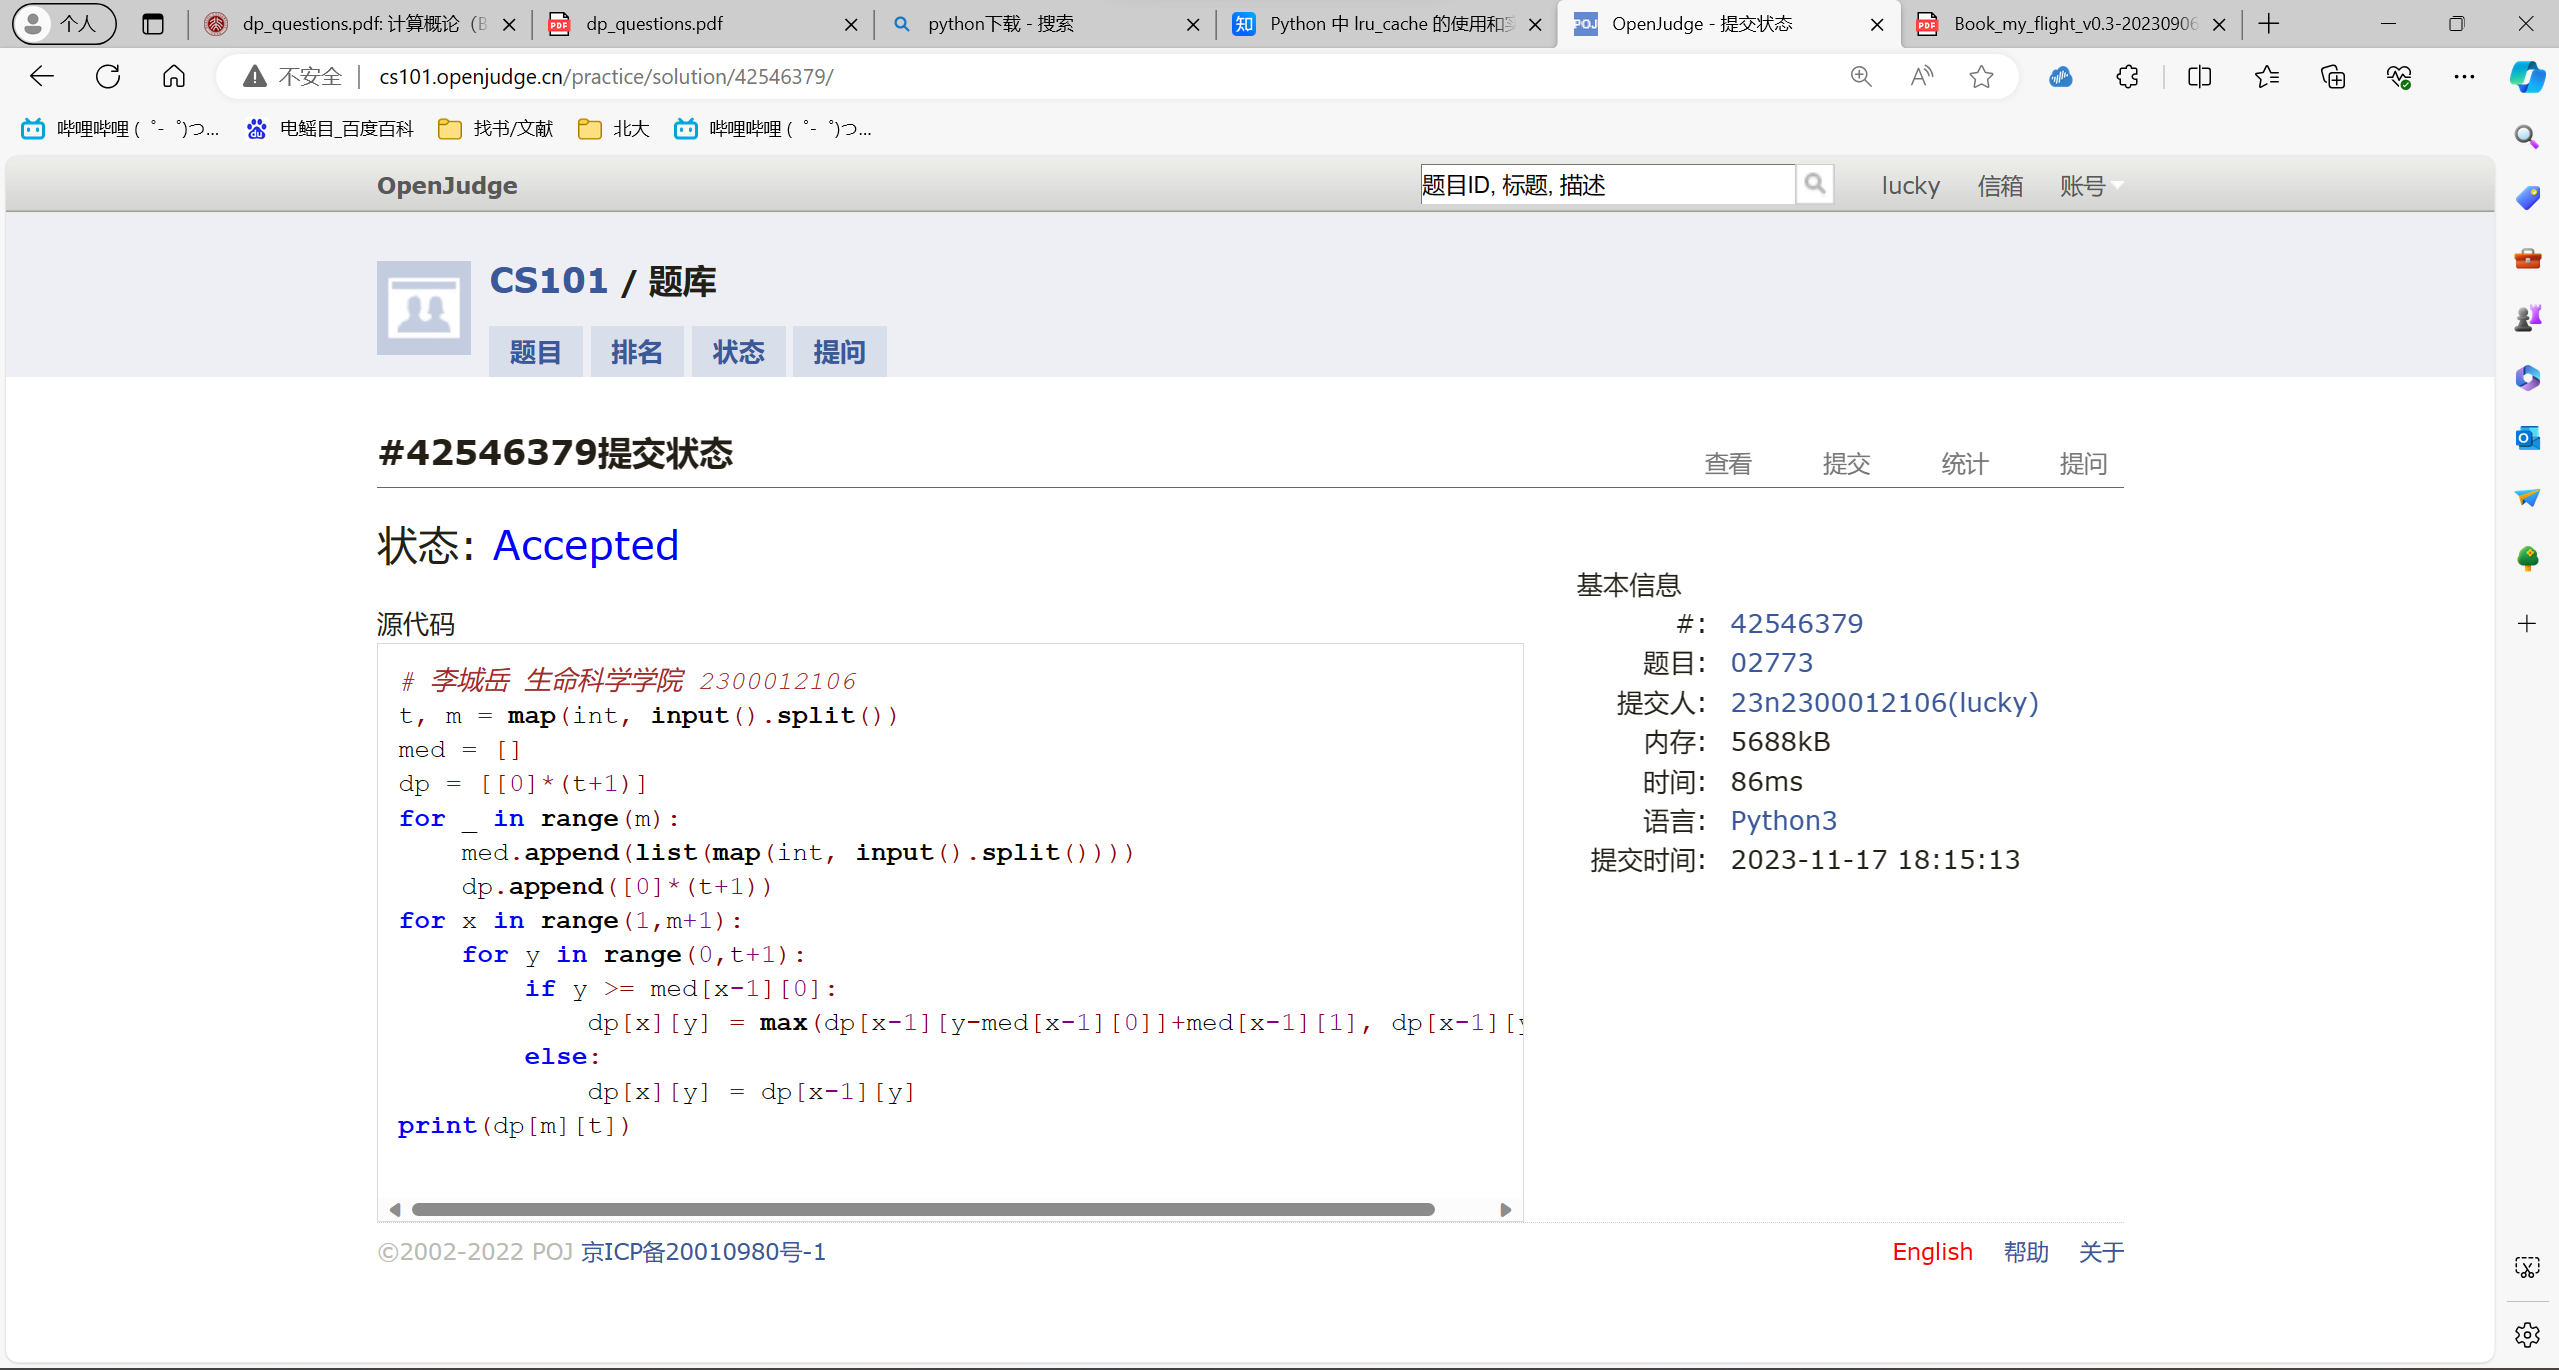 个人
dp_questions.pdf: 计算概论（B
dp_questions.pdf
python下载 - 搜索
Python 中 lru_cache 的使用和实
OpenJudge - 提交状态
Book_my_flight_v0.3-20230906
不安全
cs101.openjudge.cn/practice/solution/42546379/
哔哩哔哩 (゜-゜)つ...
电鳐目_百度百科
找书/文献
北大
哔哩哔哩 (゜-゜)つ...
OpenJudge
题目ID, 标题, 描述
lucky
信箱
账号
CS101 / 题库
题目
排名
状态
提问
#42546379提交状态
查看
提交
统计
提问
状态: Accepted
源代码
# 李城岳 生命科学学院 2300012106
t, m = map(int, input().split())
med = []
dp = [[0]*(t+1)]
for _ in range(m):
    med.append(list(map(int, input().split())))
    dp.append([0]*(t+1))
for x in range(1,m+1):
    for y in range(0,t+1):
        if y >= med[x-1][0]:
            dp[x][y] = max(dp[x-1][y-med[x-1][0]]+med[x-1][1], dp[x-1][y
        else:
            dp[x][y] = dp[x-1][y]
print(dp[m][t])
基本信息
#: 42546379
题目: 02773
提交人: 23n2300012106(lucky)
内存: 5688kB
时间: 86ms
语言: Python3
提交时间: 2023-11-17 18:15:13
©2002-2022 POJ 京ICP备20010980号-1
English
帮助
关于